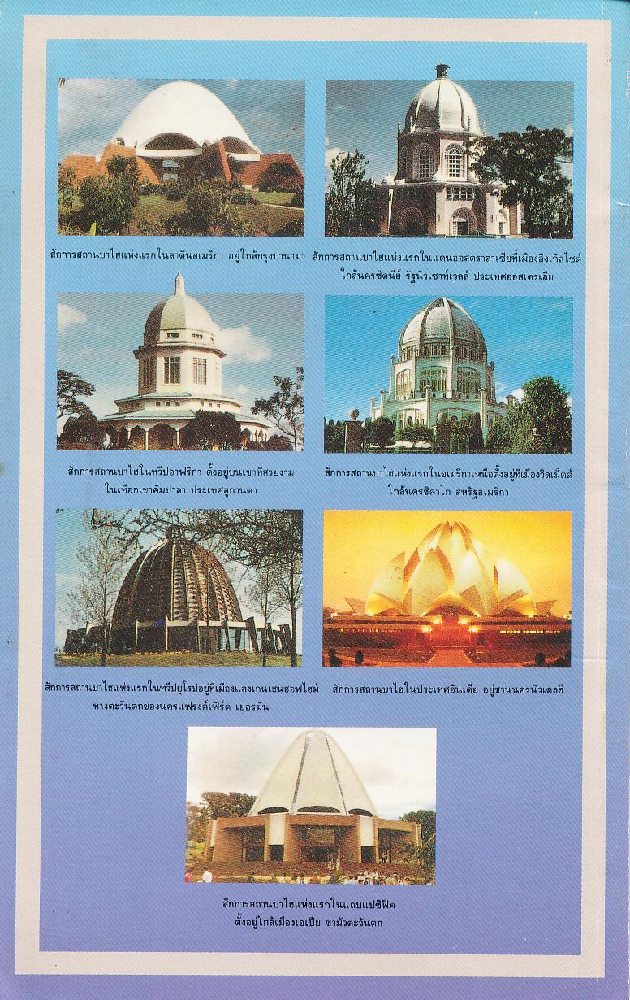 สักการสถานบาไฮแห่งแรกในลาตินอเมริกา อยู่ใกล้กรุงปานามา
สักการสถานบาไฮแห่งแรกในแดนออสตราลาเซียที่เมืองอิงเกิลไซด์
ใกล้นครซิดนีย์ รัฐนิวเซาท์เวลส์ ประเทศออสเตรเลีย
สักการสถานบาไฮในทวีปอาฟริกา ตั้งอยู่บนเขาที่สวยงาม
ในเทือกเขาคัมปาลา ประเทศอูกานดา
สักการสถานบาไฮแห่งแรกในอเมริกาเหนือตั้งอยู่ที่เมืองวิลเม็ตต์
ใกล้นครชิคาโก สหรัฐอเมริกา
สักการสถานบาไฮแห่งแรกในทวีปยุโรปอยู่ที่เมืองแลงเกนเฮนฮอฟไฮม์
ทางตะวันตกของนครแฟรงค์เฟิร์ต เยอรมัน
สักการสถานบาไฮในประเทศอินเดีย อยู่ชานนครนิวเดลฮี
สักการสถานบาไฮแห่งแรกในแถบแปซิฟิค
ตั้งอยู่ใกล้เมืองเอเปีย ซามัวตะวันตก